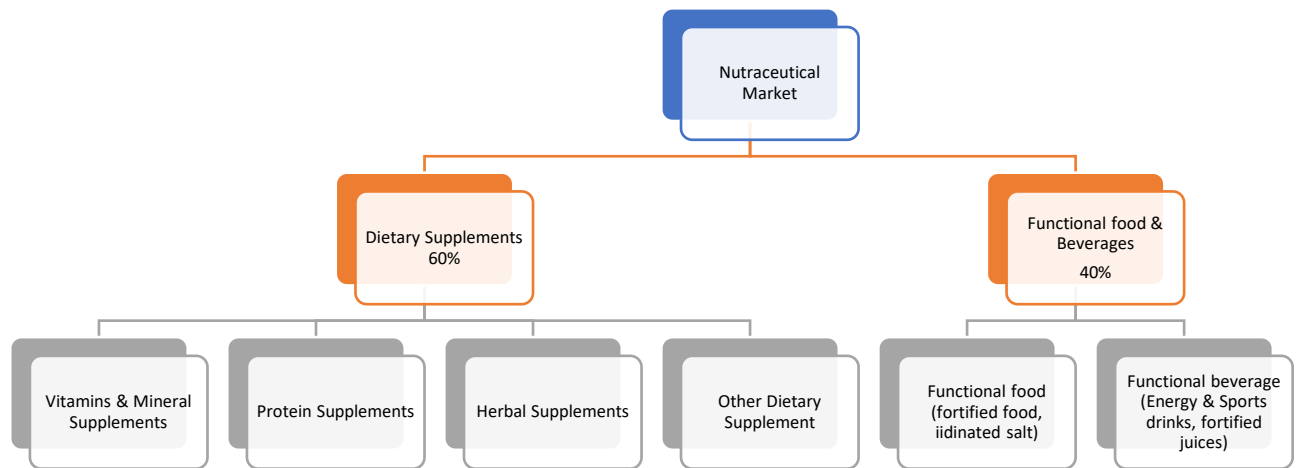 Nutraceutical
Market
Dietary Supplements
60%
Functional food &
Beverages
40%
Vitamins & Mineral
Supplements
Protein Supplements
Herbal Supplements
Other Dietary
Supplement
Functional food
(fortified food,
iidinated salt)
Functional beverage
(Energy & Sports
drinks, fortified
juices)